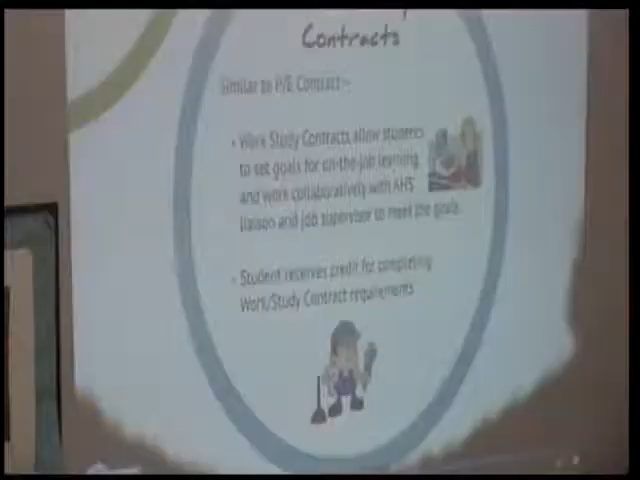 Contracts
Similar to P/E Contract –
• Work Study Contracts allow students
to set goals for on-the-job learning
and work collaboratively with AHS
liaison and job supervisor to meet the goals.
• Student receives credit for completing
Work/Study Contract requirements